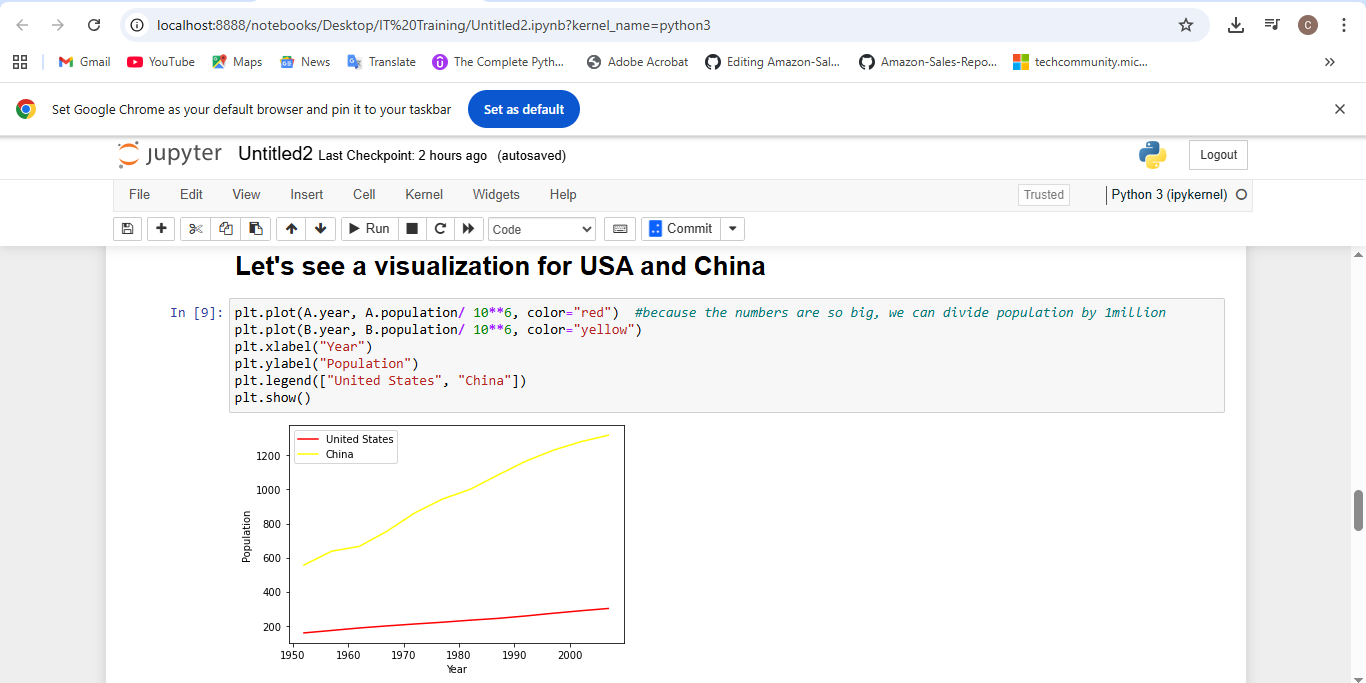 localhost:8888/notebooks/Desktop/IT%20Training/Untitled2.ipynb?kernel_name=python3
C
Gmail YouTube Maps News Translate The Complete Pyth... Adobe Acrobat Editing Amazon-Sal... Amazon-Sales-Repo... techcommunity.mic... »
Set Google Chrome as your default browser and pin it to your taskbar Set as default
jupyter Untitled2 Last Checkpoint: 2 hours ago (autosaved) Logout
File Edit View Insert Cell Kernel Widgets Help Trusted Python 3 (ipykernel)
Run Code Commit
Let's see a visualization for USA and China
In [9]: plt.plot(A.year, A.population/ 10**6, color="red")  #because the numbers are so big, we can divide population by 1million
plt.plot(B.year, B.population/ 10**6, color="yellow")
plt.xlabel("Year")
plt.ylabel("Population")
plt.legend(["United States", "China"])
plt.show()
United States
China
1200
1000
800
600
400
200
Population
1950 1960 1970 1980 1990 2000
Year